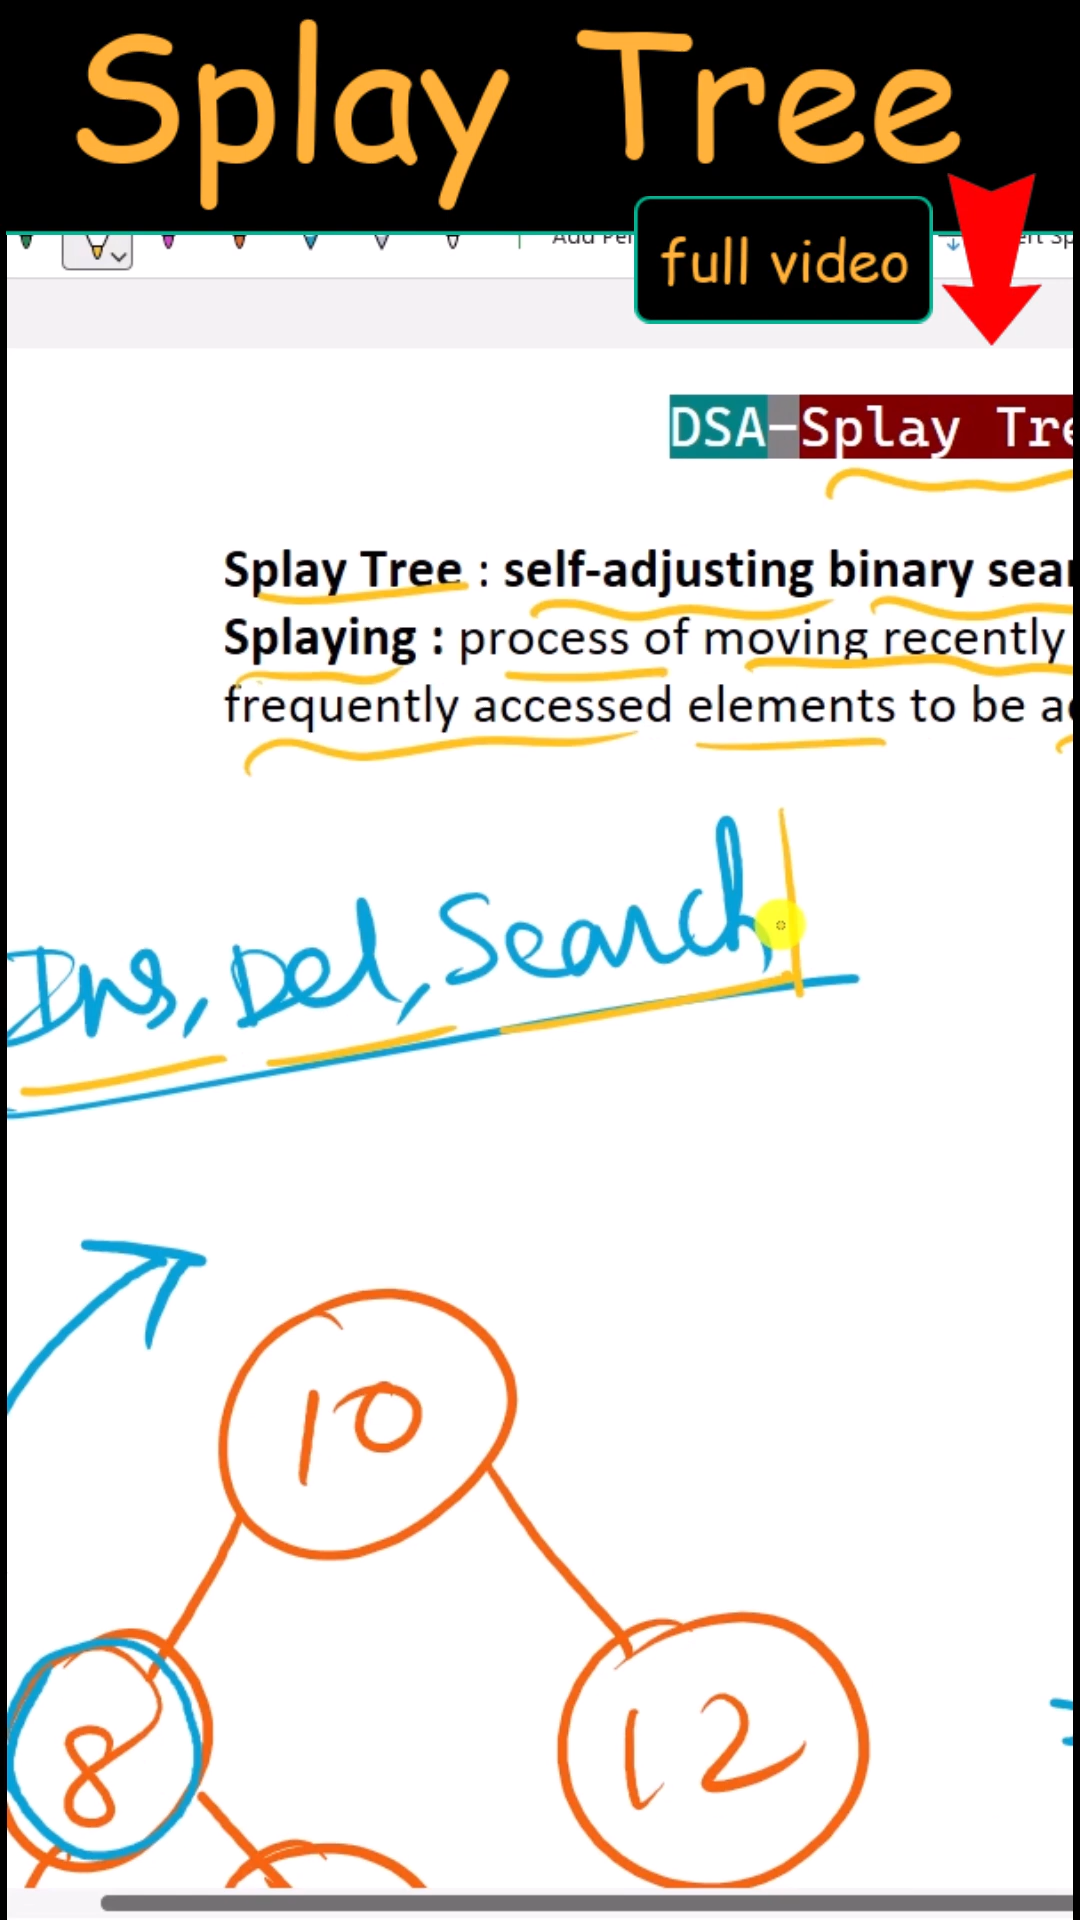 Splay Tree
full video
DSA-Splay Tre
Splay Tree : self-adjusting binary sear
Splaying : process of moving recently
frequently accessed elements to be a
Ins, Del, Search,
10
8
12